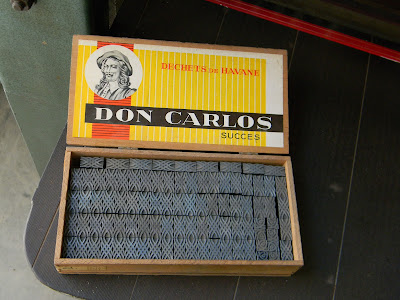 DECHETS DE HAVANE
DON CARLOS
SUCCES